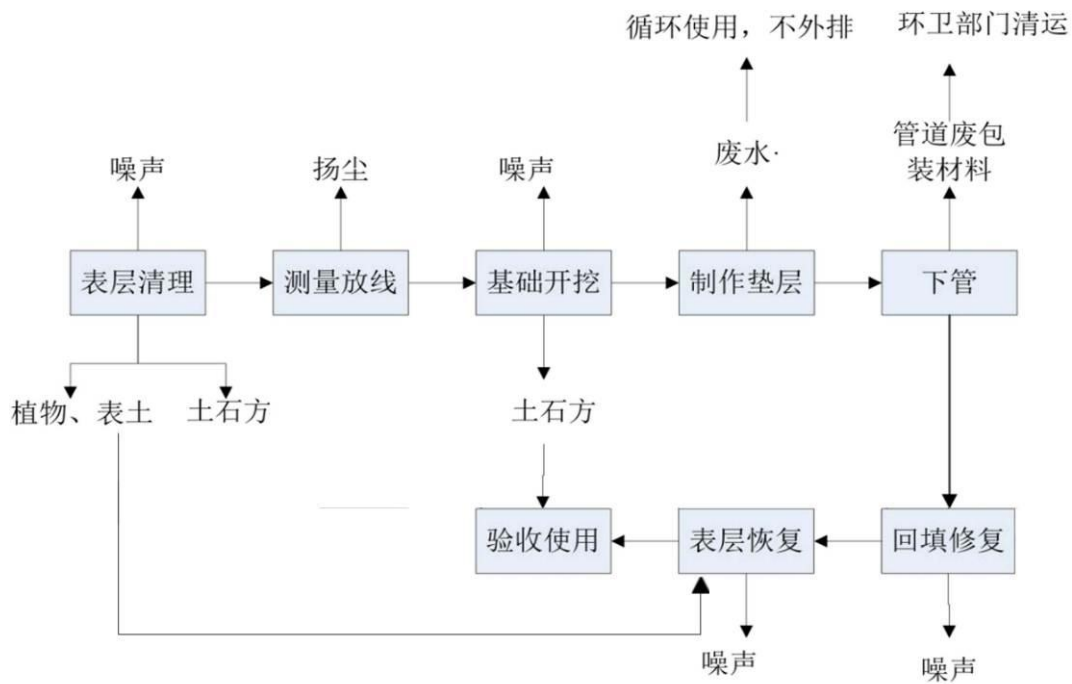 循环使用，不外排
环卫部门清运
噪声
扬尘
噪声
废水·
管道废包
装材料
表层清理
测量放线
基础开挖
制作垫层
下管
植物、表土
土石方
土石方
验收使用
表层恢复
回填修复
噪声
噪声